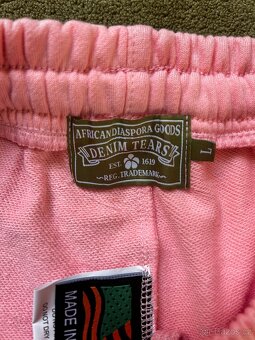 AFRICAN DIASPORA GOODS
DENIM TEARS
EST. 1619
REG. TRADEMARK
L
MADE IN